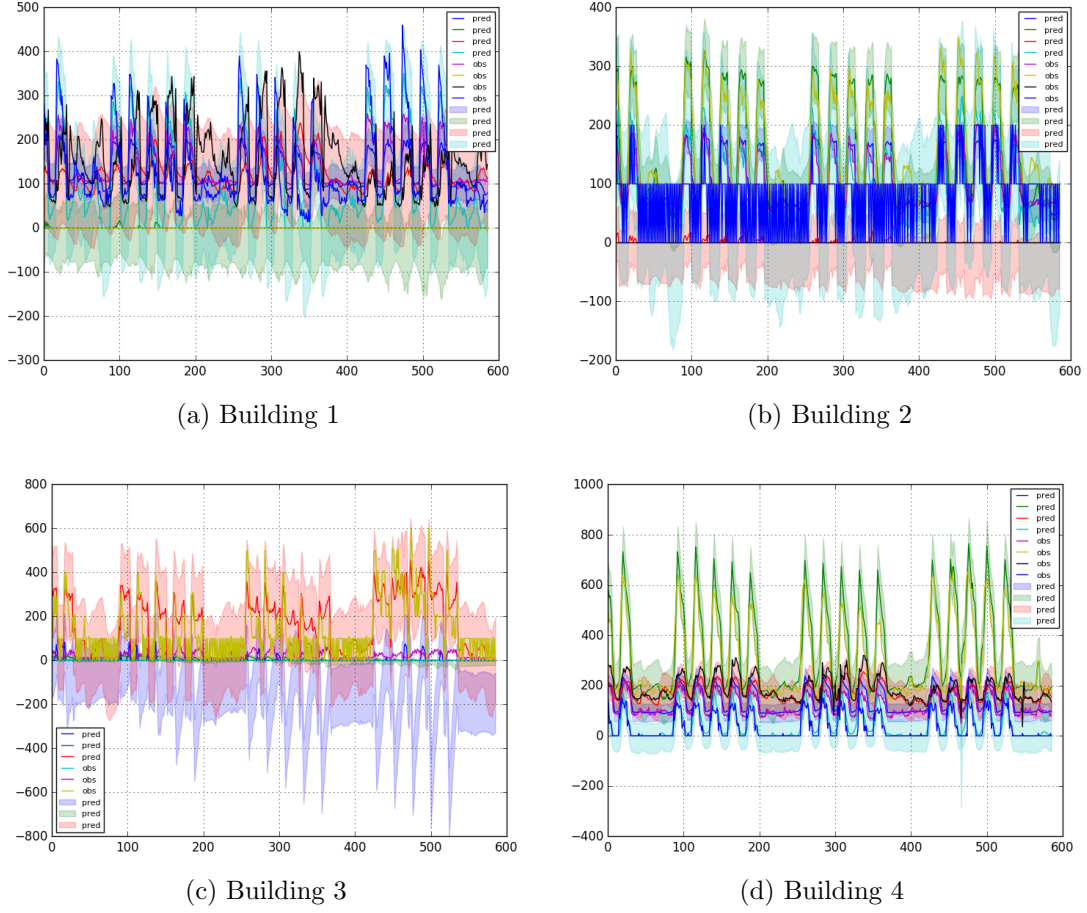 500
400
300
200
100
0
−100
−200
−300
0 100 200 300 400 500 600
pred
pred
pred
pred
obs
obs
obs
obs
pred
pred
pred
pred
(a) Building 1
400
300
200
100
0
−100
−200
0 100 200 300 400 500 600
pred
pred
pred
pred
obs
obs
obs
obs
pred
pred
pred
pred
(b) Building 2
800
600
400
200
0
−200
−400
−600
−800
0 100 200 300 400 500 600
pred
pred
pred
obs
obs
obs
pred
pred
pred
(c) Building 3
1000
800
600
400
200
0
−200
−400
0 100 200 300 400 500 600
pred
pred
pred
pred
obs
obs
obs
obs
pred
pred
pred
pred
(d) Building 4